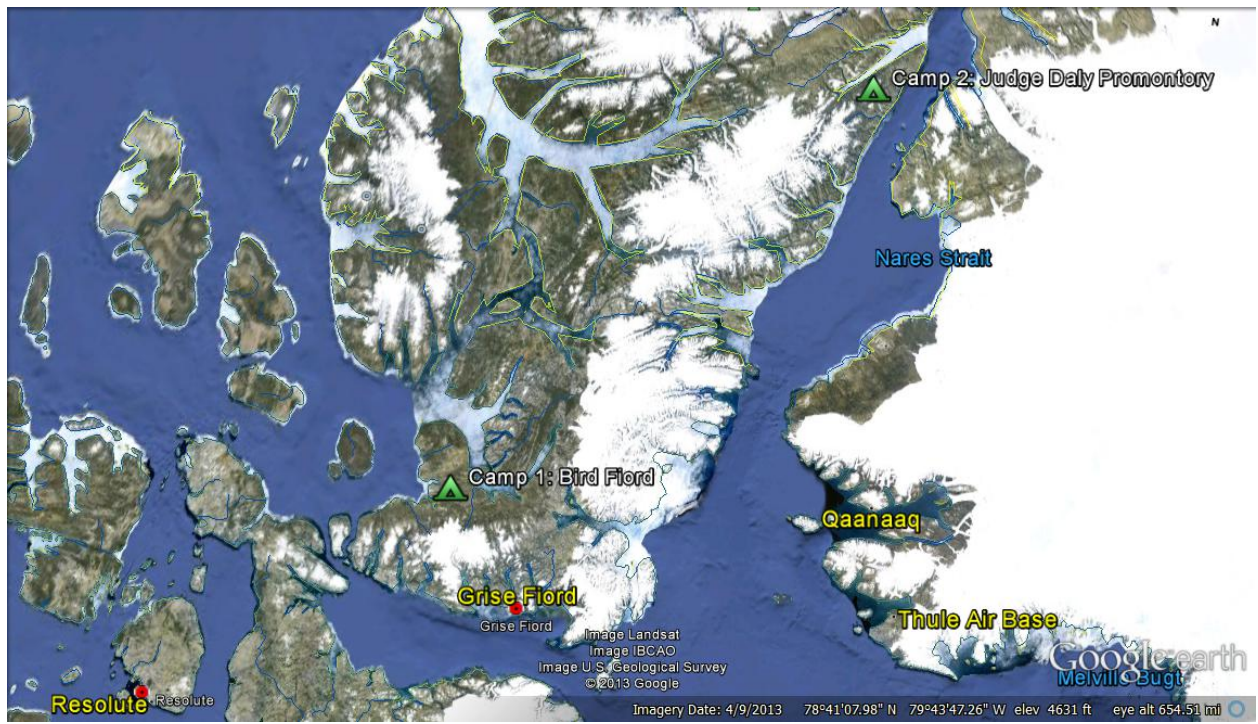 N
Camp 2: Judge Daly Promontory
Nares Strait
Camp 1: Bird Fiord
Qaanaaq
Grise Fiord
Grise Fiord
Thule Air Base
Image Landsat
Image IBCAO
Image U.S. Geological Survey
© 2013 Google
Google earth
Melville Bugt
Resolute
Resolute
Imagery Date: 4/9/2013 78°41'07.98" N 79°43'47.26" W elev 4631 ft eye alt 654.51 mi